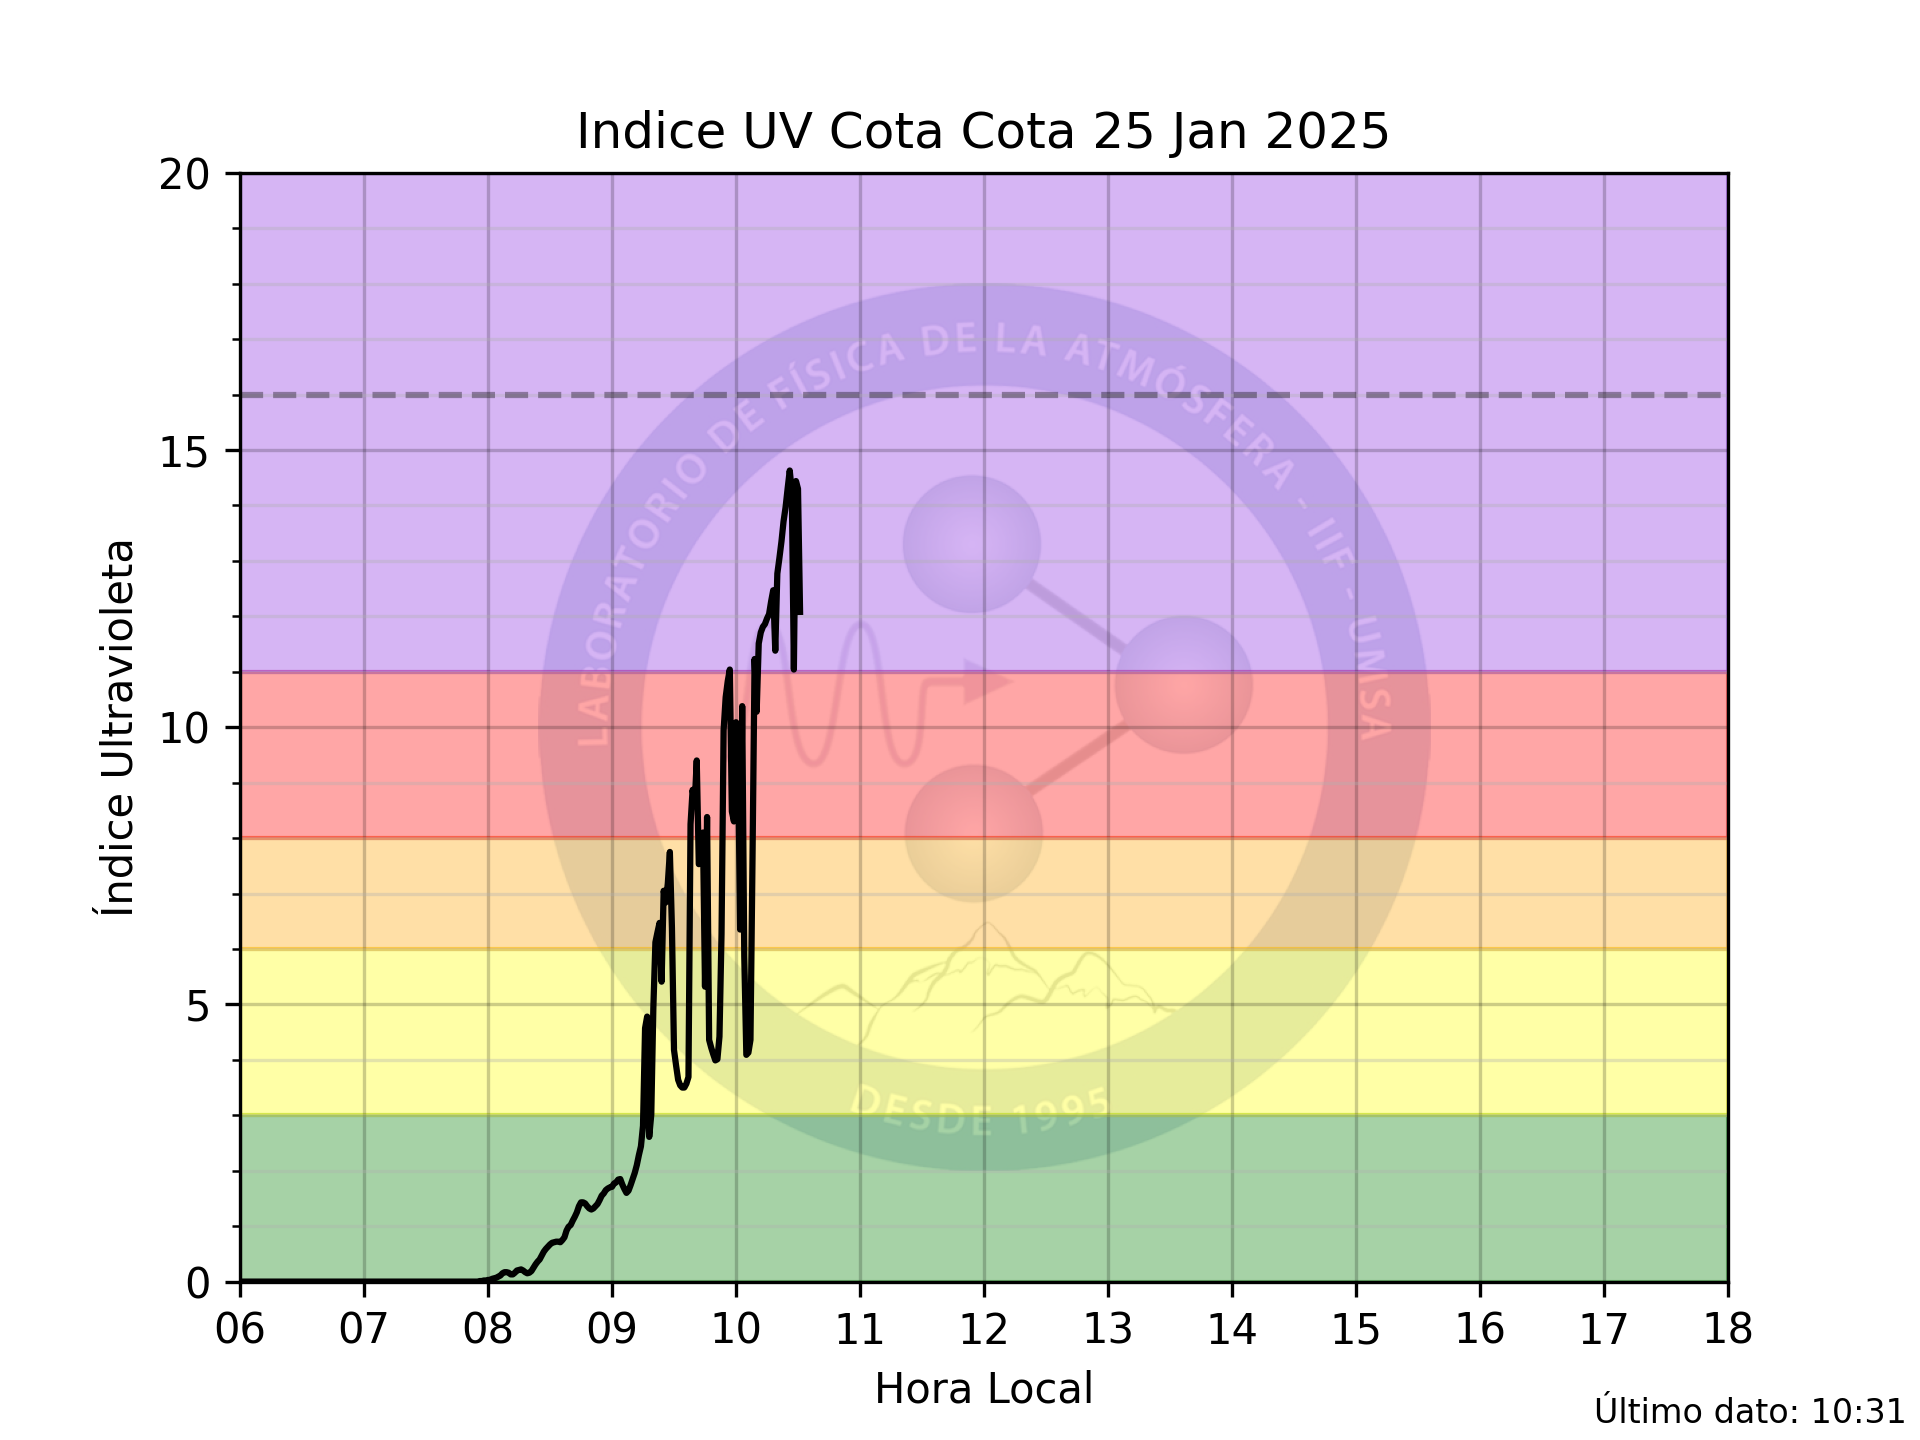 Indice UV Cota Cota 25 Jan 2025
20
15
10
5
0
Índice Ultravioleta
LABORATORIO DE FÍSICA DE LA ATMÓSFERA - IIF - UMSA
DESDE 1995
06 07 08 09 10 11 12 13 14 15 16 17 18
Hora Local
Último dato: 10:31